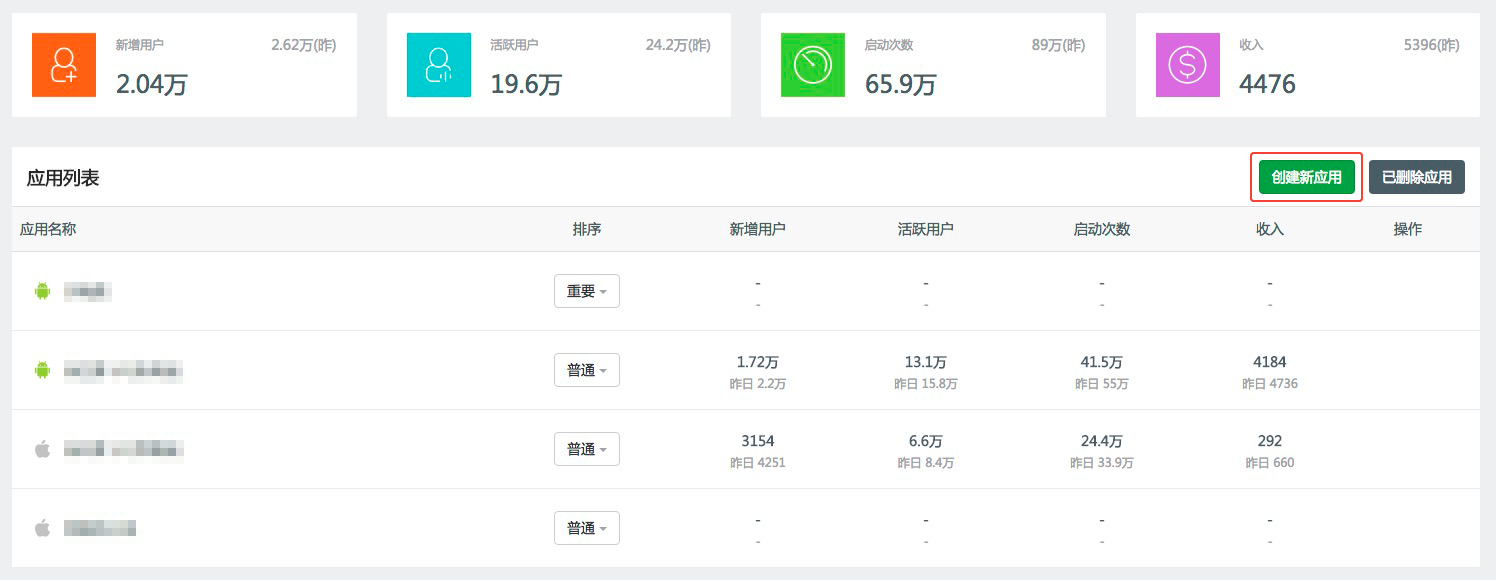 新增用户 2.62万(昨)
2.04万
活跃用户 24.2万(昨)
19.6万
启动次数 89万(昨)
65.9万
收入 5396(昨)
4476
应用列表 创建新应用 已删除应用
应用名称 排序 新增用户 活跃用户 启动次数 收入 操作
重要 - - - -
- - - -
普通 1.72万 13.1万 41.5万 4184
昨日 2.2万 昨日 15.8万 昨日 55万 昨日 4736
普通 3154 6.6万 24.4万 292
昨日 4251 昨日 8.4万 昨日 33.9万 昨日 660
普通 - - - -
- - - -